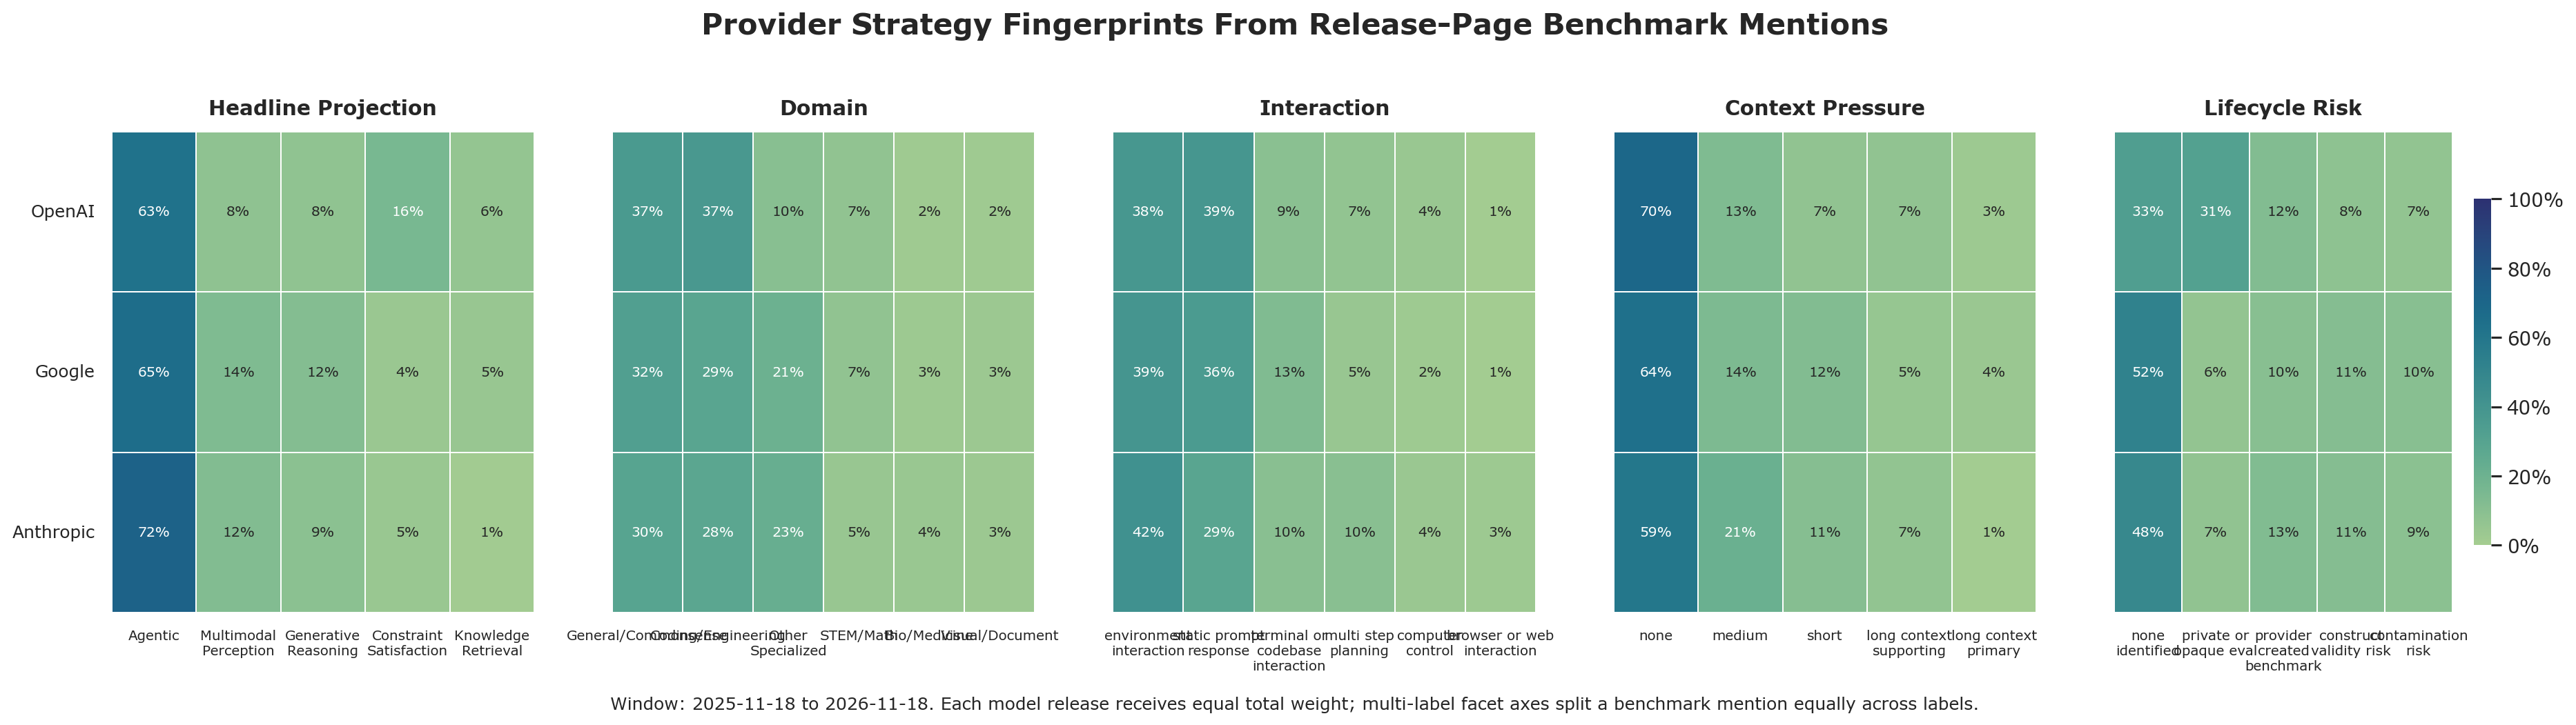 Provider Strategy Fingerprints From Release-Page Benchmark Mentions
Headline Projection
OpenAI 63% 8% 8% 16% 6%
Google 65% 14% 12% 4% 5%
Anthropic 72% 12% 9% 5% 1%
Agentic Multimodal Generative Constraint Knowledge
Perception Reasoning Satisfaction Retrieval
Domain
37% 37% 10% 7% 2% 2%
32% 29% 21% 7% 3% 3%
30% 28% 23% 5% 4% 3%
General/Commonsense Coding/Engineering Other STEM/Math Bio/Medicine Visual/Document
Specialized
Interaction
38% 39% 9% 7% 4% 1%
39% 36% 13% 5% 2% 1%
42% 29% 10% 10% 4% 3%
environment static prompt terminal or multi step computer browser or web
interaction response codebase planning control interaction
interaction
Context Pressure
70% 13% 7% 7% 3%
64% 14% 12% 5% 4%
59% 21% 11% 7% 1%
none medium short long context long context
supporting primary
Lifecycle Risk
33% 31% 12% 8% 7%
52% 6% 10% 11% 10%
48% 7% 13% 11% 9%
none private or provider construct contamination
identified opaque eval created validity risk risk
benchmark
100%
80%
60%
40%
20%
0%
Window: 2025-11-18 to 2026-11-18. Each model release receives equal total weight; multi-label facet axes split a benchmark mention equally across labels.